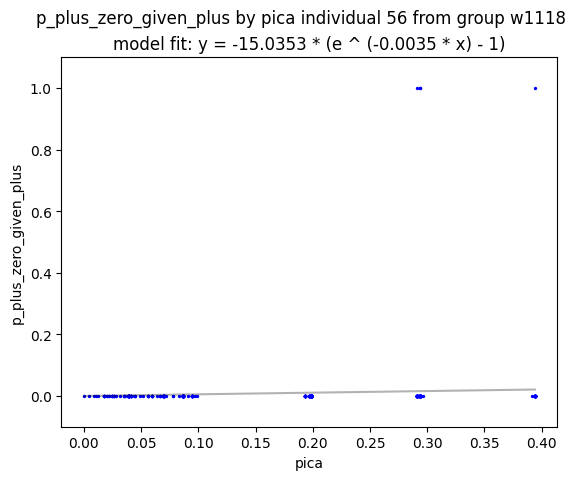 p_plus_zero_given_plus by pica individual 56 from group w1118
model fit: y = -15.0353 * (e ^ (-0.0035 * x) - 1)
1.0
0.8
0.6
0.4
0.2
0.0
p_plus_zero_given_plus
0.00 0.05 0.10 0.15 0.20 0.25 0.30 0.35 0.40
pica